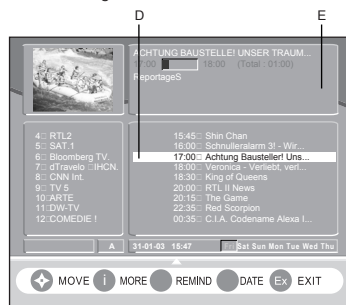 D E
ACHTUNG BAUSTELLE! UNSER TRAUM...
17:00 18:00 (Total : 01:00)
ReportageS
4 RTL2
5 SAT.1
6 Bloomberg TV.
7 dTravelo IHCN.
8 CNN Int.
9 TV 5
10 ARTE
11 DW-TV
12 COMEDIE !
15:45 Shin Chan
16:00 Schnulleralarm 3! - Wir...
17:00 Achtung Bausteller! Uns...
18:00 Veronica - Verliebt, veri...
18:30 King of Queens
20:00 RTL II News
20:15 The Game
22:35 Red Scorpion
00:35 C.I.A. Codename Alexa I...
A 31-01-03 15:47 Fri Sat Sun Mon Tue Wed Thu
MOVE i MORE REMIND DATE Ex EXIT